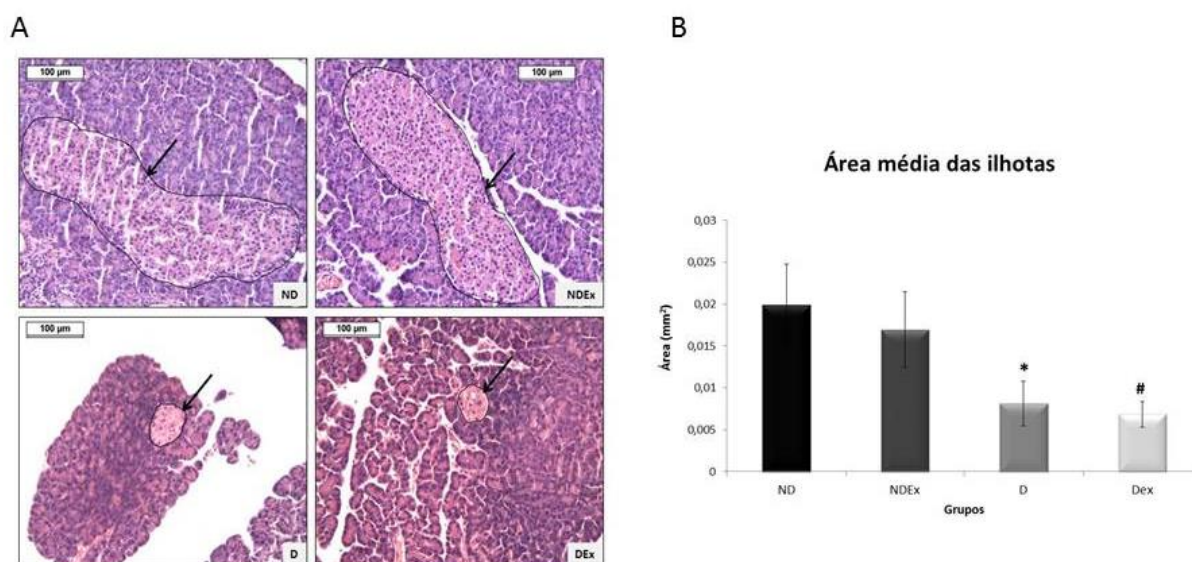 A
B
100 µm
100 µm
ND
NDEx
100 µm
100 µm
D
DEx
Área média das ilhotas
0,03
0,025
0,02
0,015
0,01
0,005
0
Área (mm²)
*
#
ND NDEx D Dex
Grupos